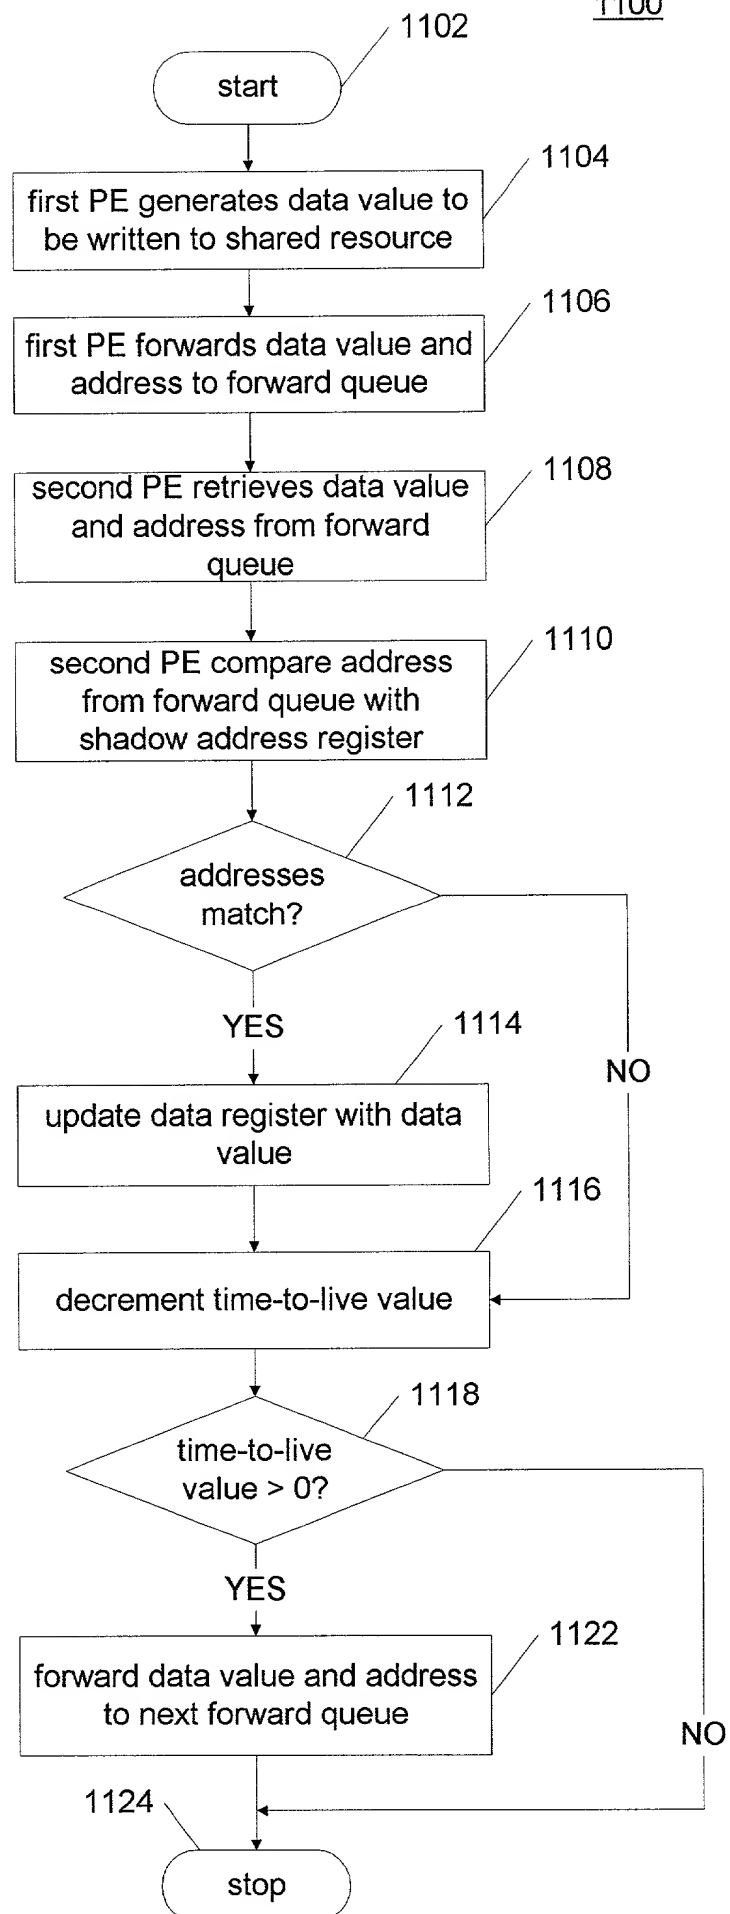 1100
1102
start
1104
first PE generates data value to
be written to shared resource
1106
first PE forwards data value and
address to forward queue
1108
second PE retrieves data value
and address from forward
queue
1110
second PE compare address
from forward queue with
shadow address register
1112
addresses
match?
YES
1114
NO
update data register with data
value
1116
decrement time-to-live value
1118
time-to-live
value > 0?
YES
1122
forward data value and address
to next forward queue
NO
1124
stop